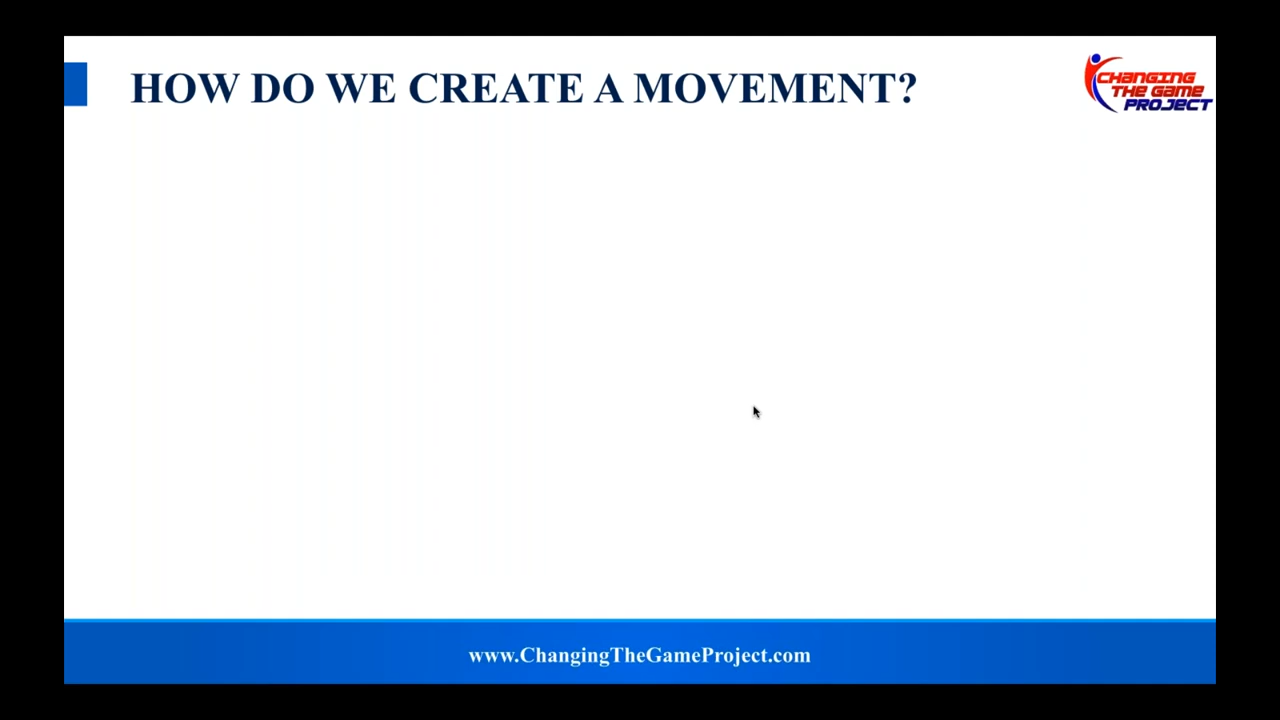 HOW DO WE CREATE A MOVEMENT?
CHANGING
THE GAME
PROJECT
www.ChangingTheGameProject.com